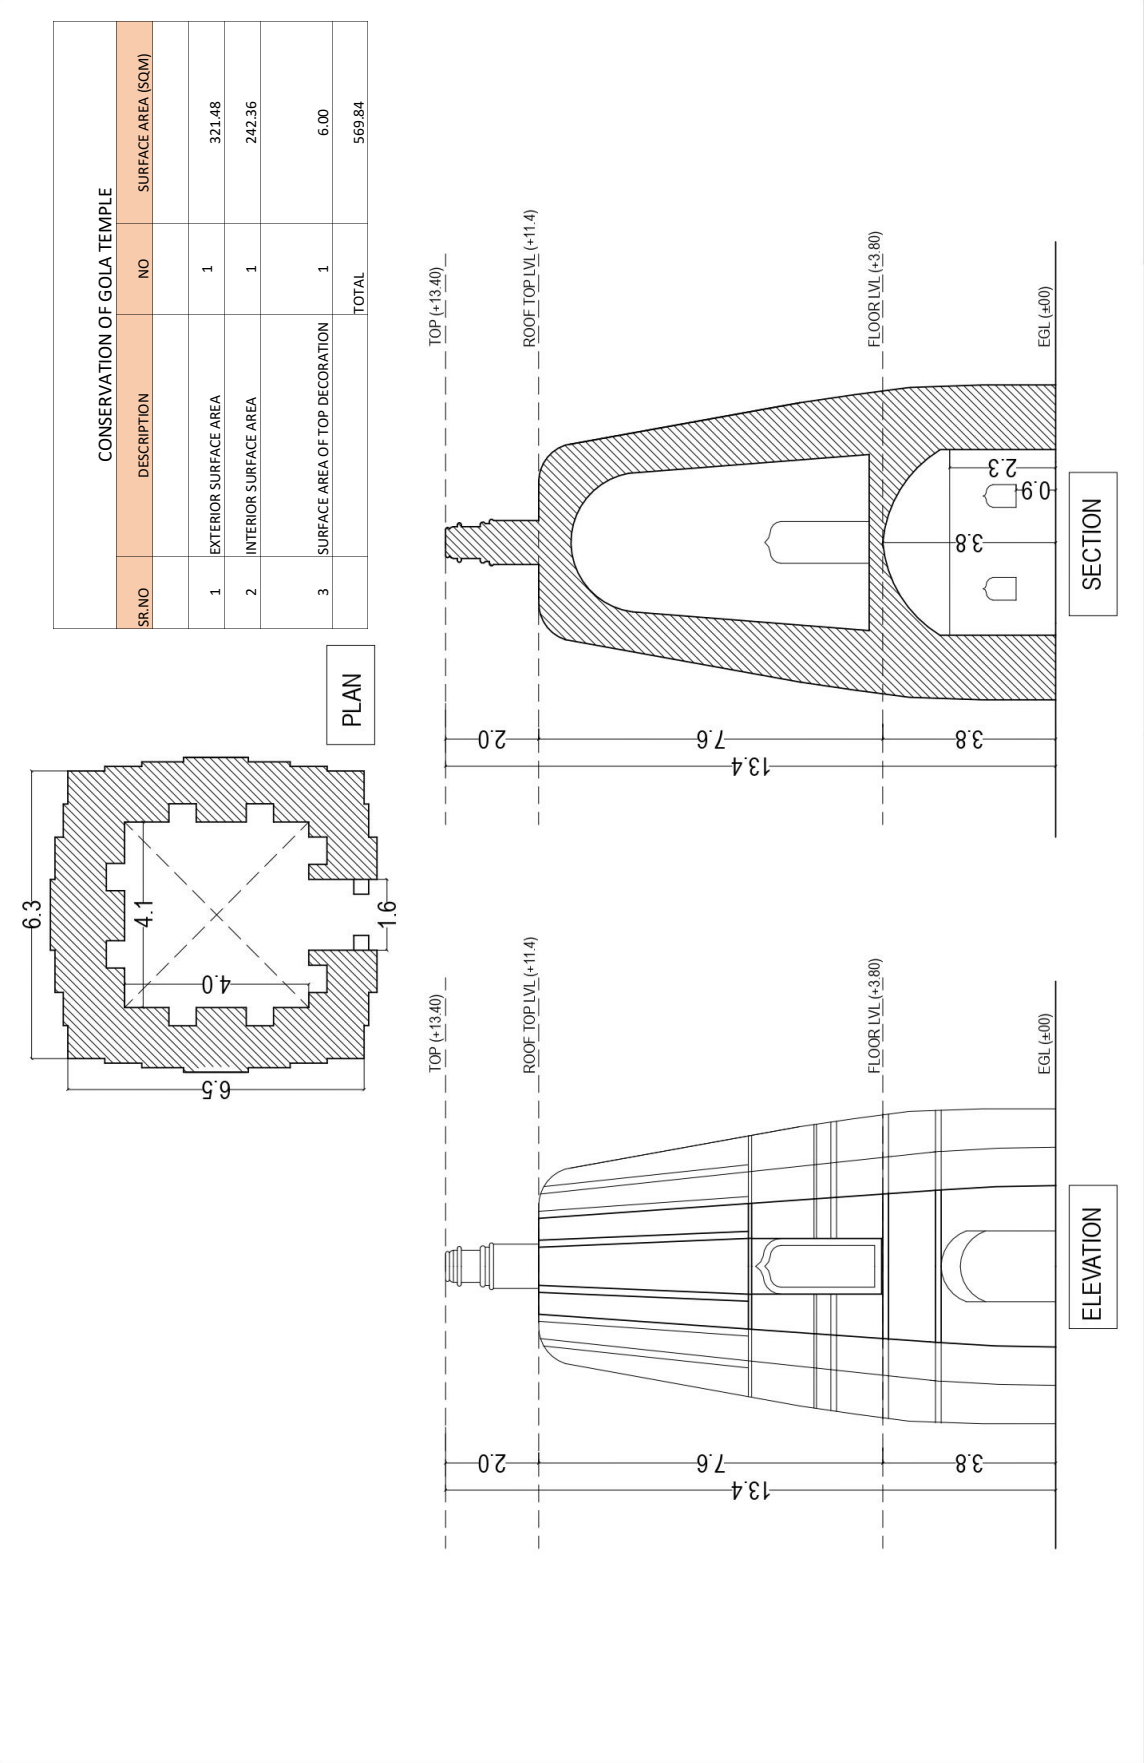 CONSERVATION OF GOLA TEMPLE
SR.NO DESCRIPTION NO SURFACE AREA (SQM)
1 EXTERIOR SURFACE AREA 1 321.48
2 INTERIOR SURFACE AREA 1 242.36
3 SURFACE AREA OF TOP DECORATION 1 6.00
TOTAL 569.84
6.3
4.1
4.0
6.5
1.6
PLAN
TOP (+13.40)
ROOF TOP LVL (+11.4)
FLOOR LVL (+3.80)
EGL (±00)
2.0
7.6
3.8
13.4
ELEVATION
TOP (+13.40)
ROOF TOP LVL (+11.4)
FLOOR LVL (+3.80)
EGL (±00)
2.0
7.6
3.8
13.4
3.8
2.3
0.9
SECTION